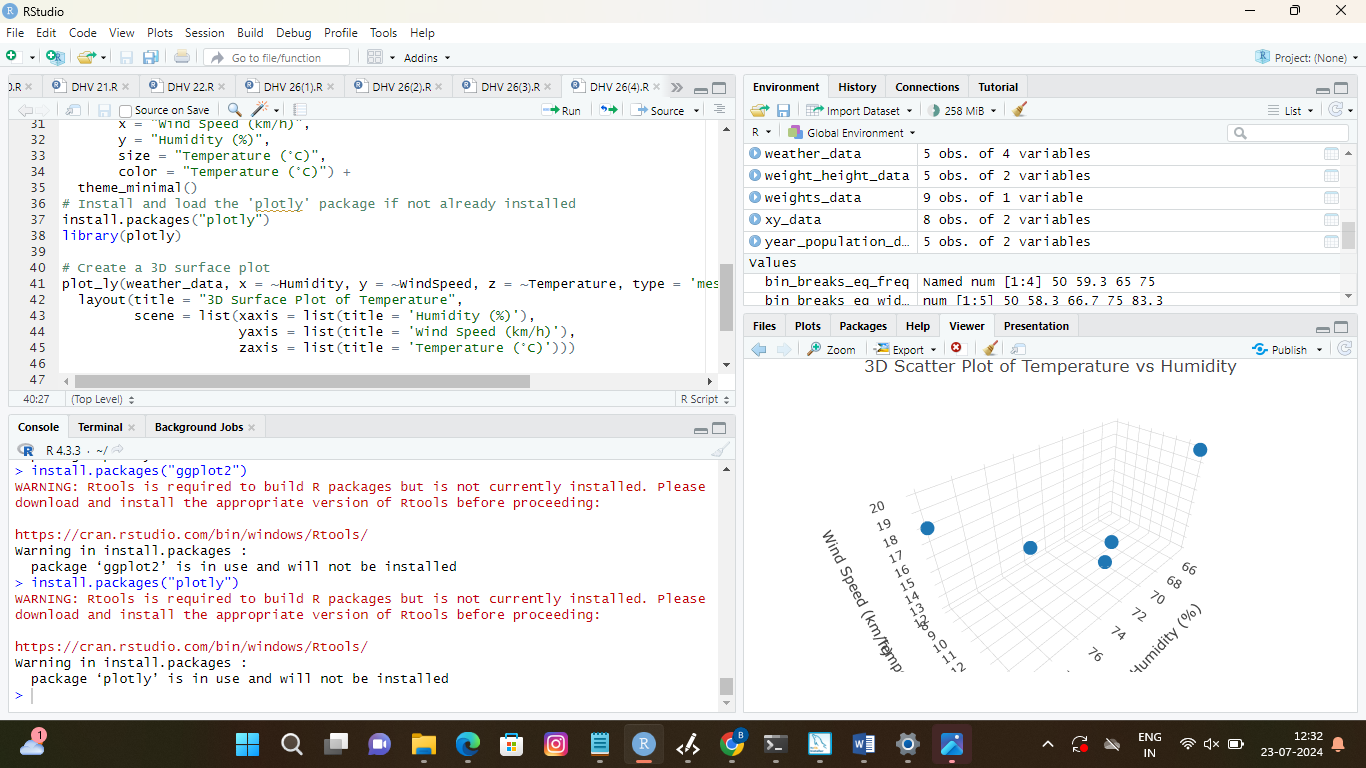 RStudio
File Edit Code View Plots Session Build Debug Profile Tools Help
Go to file/function
Addins
Project: (None)
DHV 21.R
DHV 22.R
DHV 26(1).R
DHV 26(2).R
DHV 26(3).R
DHV 26(4).R
Source on Save
Run
Source
31 x = "Wind Speed (km/h)",
32 y = "Humidity (%)",
33 size = "Temperature (°C)",
34 color = "Temperature (°C)") +
35 theme_minimal()
36 # Install and load the 'plotly' package if not already installed
37 install.packages("plotly")
38 library(plotly)
39
40 # Create a 3D surface plot
41 plot_ly(weather_data, x = ~Humidity, y = ~WindSpeed, z = ~Temperature, type = 'mes
42 layout(title = "3D Surface Plot of Temperature",
43 scene = list(xaxis = list(title = 'Humidity (%)'),
44 yaxis = list(title = 'Wind Speed (km/h)'),
45 zaxis = list(title = 'Temperature (°C)')))
46
47
40:27 (Top Level) R Script
Console Terminal Background Jobs
R 4.3.3 · ~/
> install.packages("ggplot2")
WARNING: Rtools is required to build R packages but is not currently installed. Please
download and install the appropriate version of Rtools before proceeding:
https://cran.rstudio.com/bin/windows/Rtools/
Warning in install.packages :
package ‘ggplot2’ is in use and will not be installed
> install.packages("plotly")
WARNING: Rtools is required to build R packages but is not currently installed. Please
download and install the appropriate version of Rtools before proceeding:
https://cran.rstudio.com/bin/windows/Rtools/
Warning in install.packages :
package ‘plotly’ is in use and will not be installed
>
Environment History Connections Tutorial
Import Dataset 258 MiB List
R Global Environment
weather_data 5 obs. of 4 variables
weight_height_data 5 obs. of 2 variables
weights_data 9 obs. of 1 variable
xy_data 8 obs. of 2 variables
year_population_d… 5 obs. of 2 variables
Values
bin_breaks_eq_freq Named num [1:4] 50 59.3 65 75
bin_breaks_eq_wid… num [1:5] 50 58.3 66.7 75 83.3
Files Plots Packages Help Viewer Presentation
Zoom Export Publish
3D Scatter Plot of Temperature vs Humidity
20
19
18
17
16
15
14
13
9
10
11
12
Wind Speed (km/h)
66
68
70
72
74
76
Humidity (%)
1
B
ENG
IN
12:32
23-07-2024